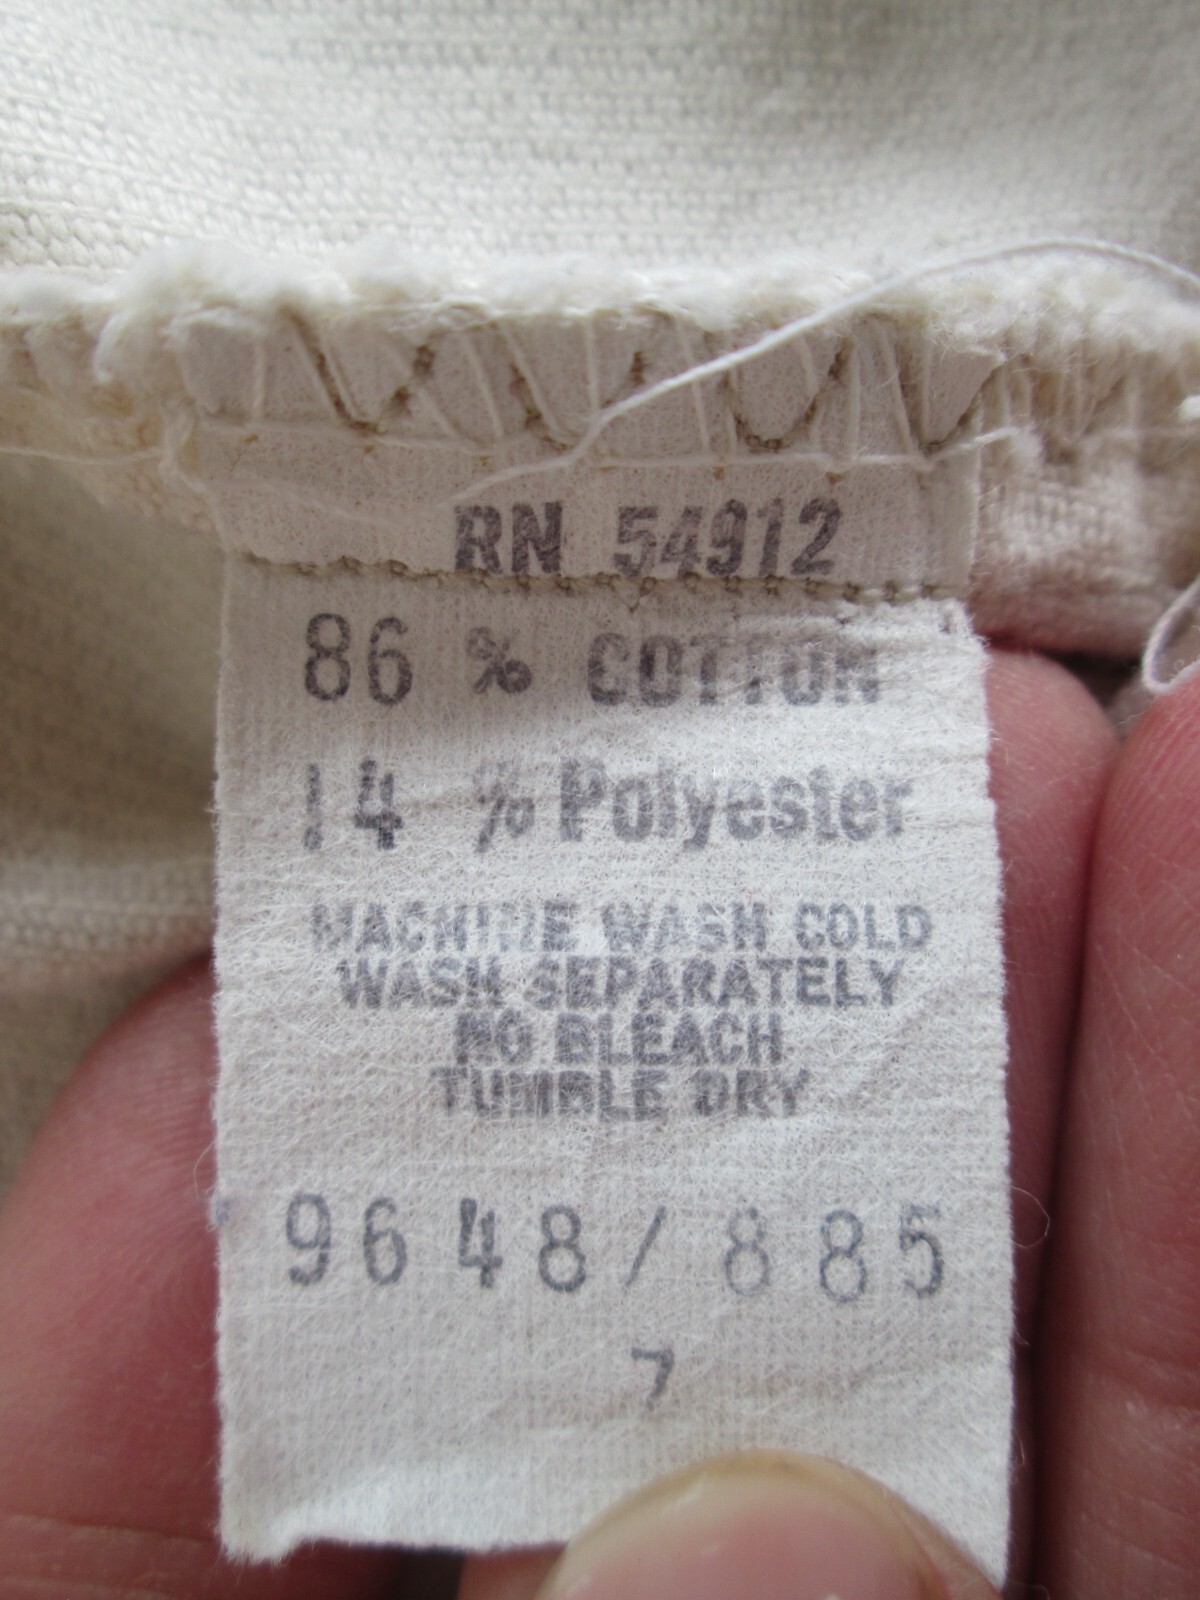 RN 54912
86 % COTTON
14 % Polyester
MACHINE WASH COLD
WASH SEPARATELY
NO BLEACH
TUMBLE DRY
9648/885
7